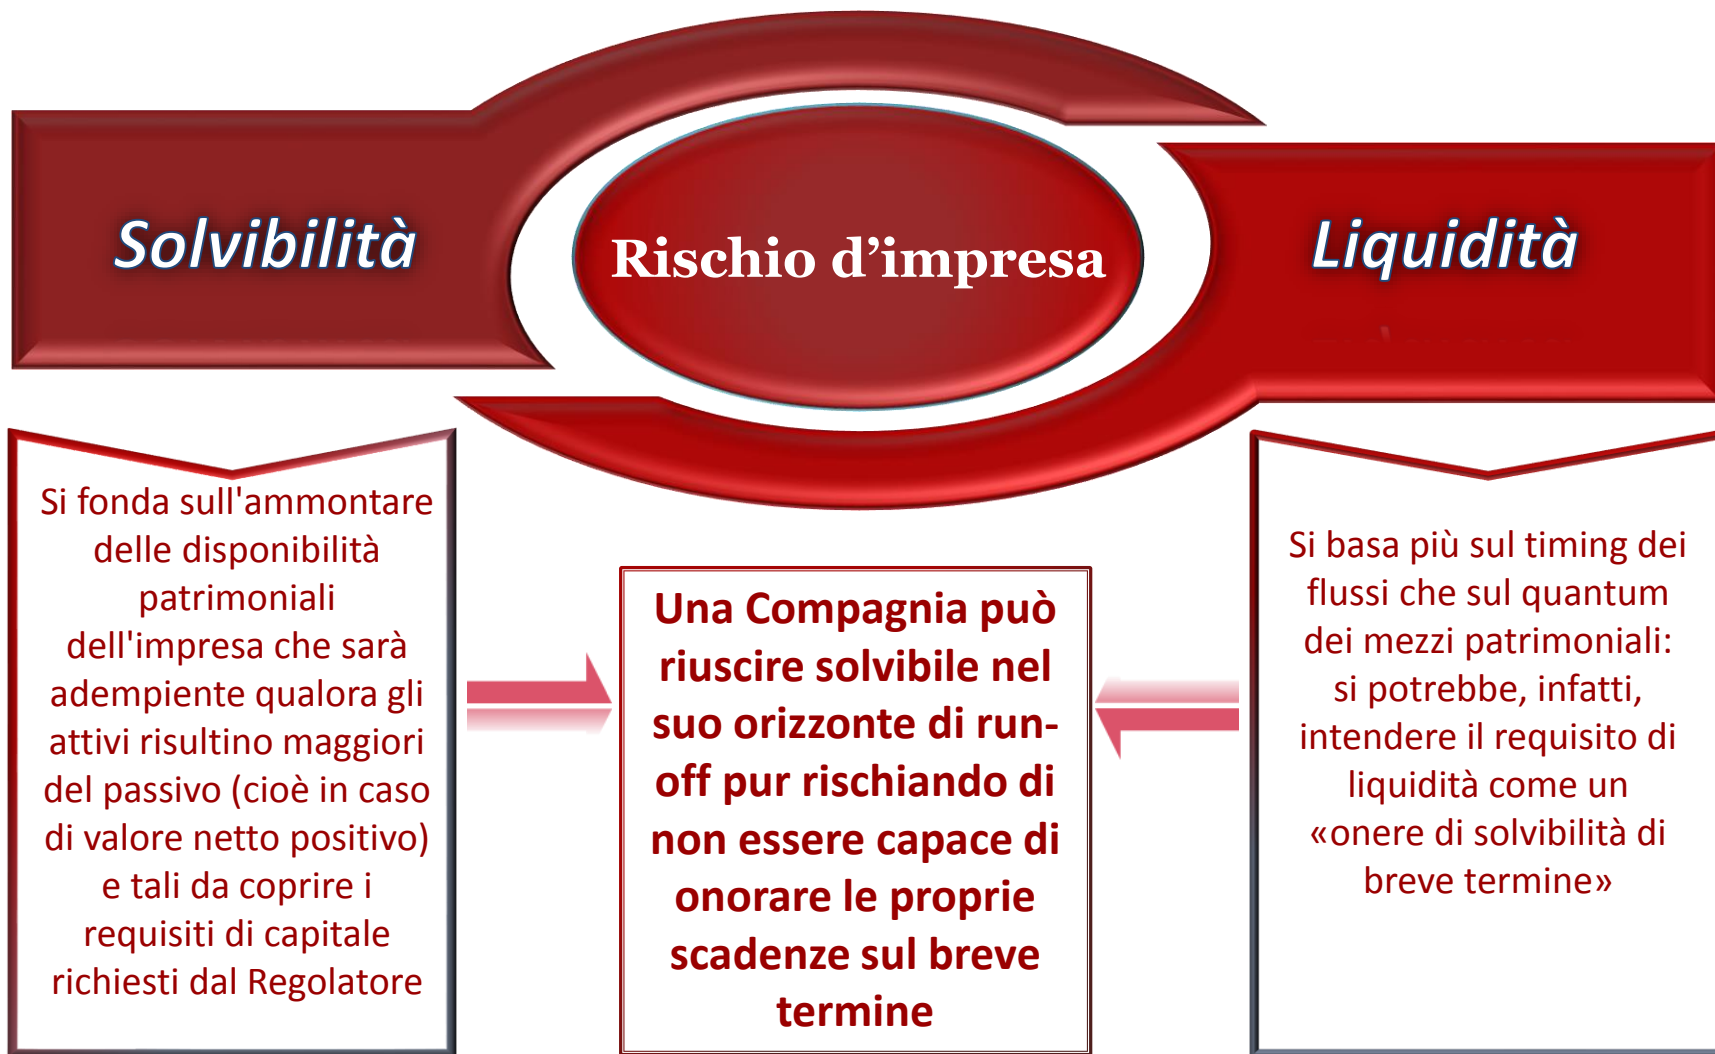 Solvibilità
Rischio d’impresa
Liquidità
Si fonda sull'ammontare
delle disponibilità
patrimoniali
dell'impresa che sarà
adempiente qualora gli
attivi risultino maggiori
del passivo (cioè in caso
di valore netto positivo)
e tali da coprire i
requisiti di capitale
richiesti dal Regolatore
Una Compagnia può
riuscire solvibile nel
suo orizzonte di run-
off pur rischiando di
non essere capace di
onorare le proprie
scadenze sul breve
termine
Si basa più sul timing dei
flussi che sul quantum
dei mezzi patrimoniali:
si potrebbe, infatti,
intendere il requisito di
liquidità come un
«onere di solvibilità di
breve termine»